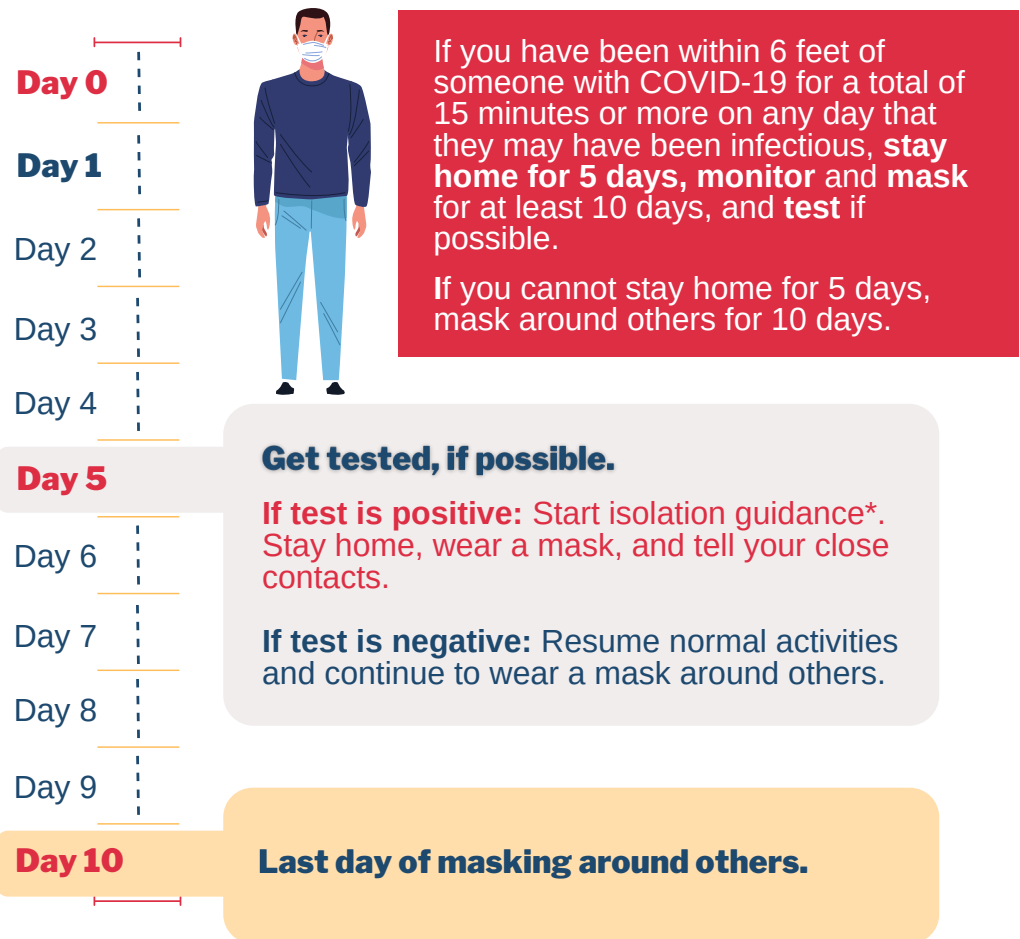 Day 0
Day 1
Day 2
Day 3
Day 4
Day 5
Day 6
Day 7
Day 8
Day 9
Day 10
If you have been within 6 feet of
someone with COVID-19 for a total of
15 minutes or more on any day that
they may have been infectious, stay
home for 5 days, monitor and mask
for at least 10 days, and test if
possible.
If you cannot stay home for 5 days,
mask around others for 10 days.
Get tested, if possible.
If test is positive: Start isolation guidance*.
Stay home, wear a mask, and tell your close
contacts.
If test is negative: Resume normal activities
and continue to wear a mask around others.
Last day of masking around others.